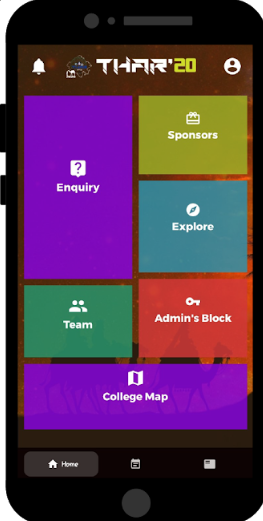 THAR'20
Sponsors
Enquiry
Explore
Team
Admin's Block
College Map
Home